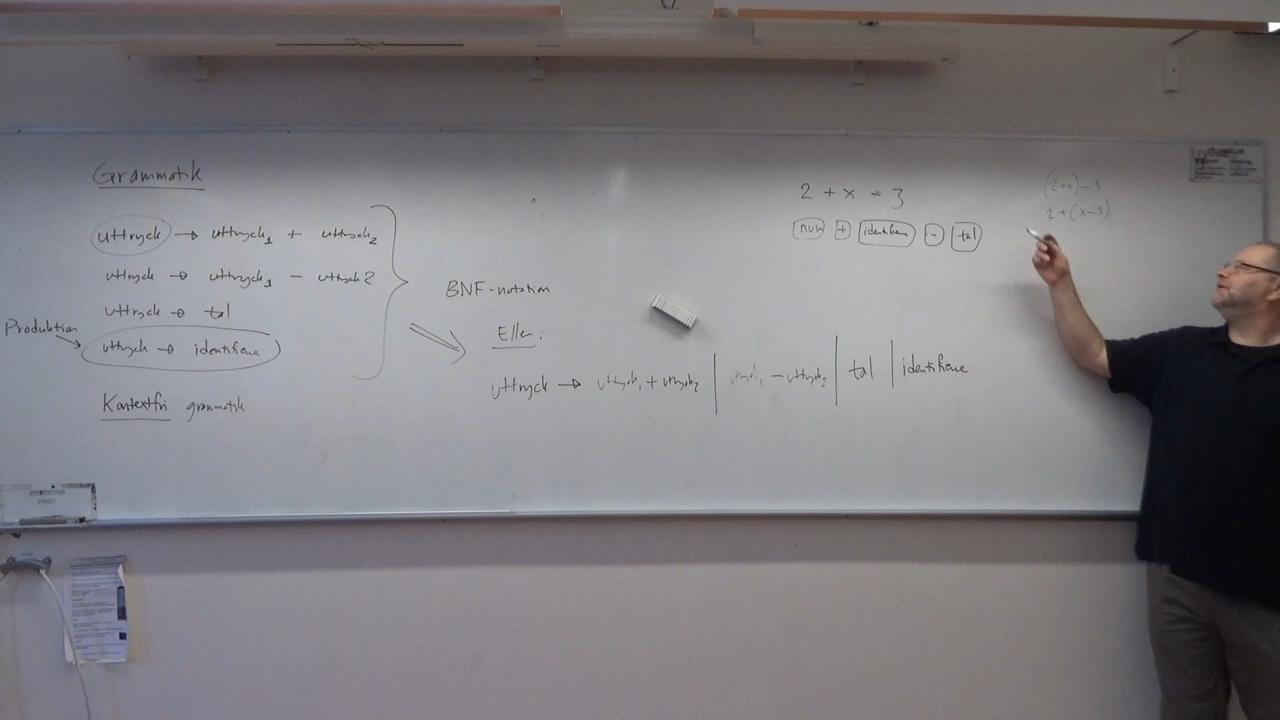 Grammatik
uttryck → uttryck₁ + uttryck₂
uttryck → uttryck₁ - uttryck2
uttryck → tal
Produktion
uttryck → identifierare
Kontextfri grammatik
BNF-notation
Eller:
uttryck → uttryck₁ + uttryck₂ | uttryck₁ - uttryck₂ | tal | identifierare
2 + x - 3
num + identifierare - tal
(2+x)-3
2+(x-3)